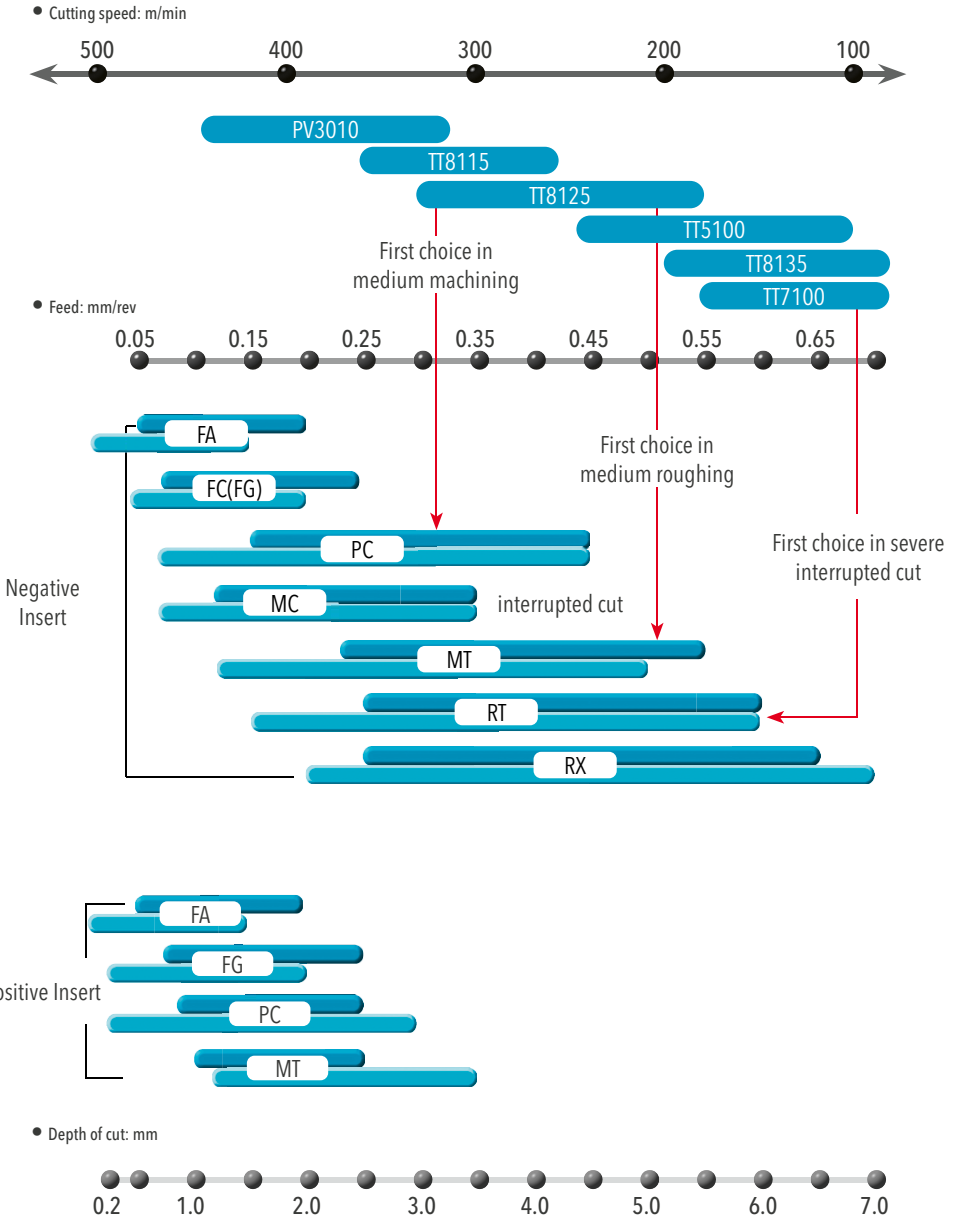 Cutting speed: m/min
500 400 300 200 100
PV3010
TT8115
TT8125
TT5100
First choice in
medium machining
TT8135
TT7100
Feed: mm/rev
0.05 0.15 0.25 0.35 0.45 0.55 0.65
FA
First choice in
medium roughing
FC(FG)
PC
First choice in severe
interrupted cut
Negative
Insert
MC
interrupted cut
MT
RT
RX
FA
FG
ositive Insert
PC
MT
Depth of cut: mm
0.2 1.0 2.0 3.0 4.0 5.0 6.0 7.0